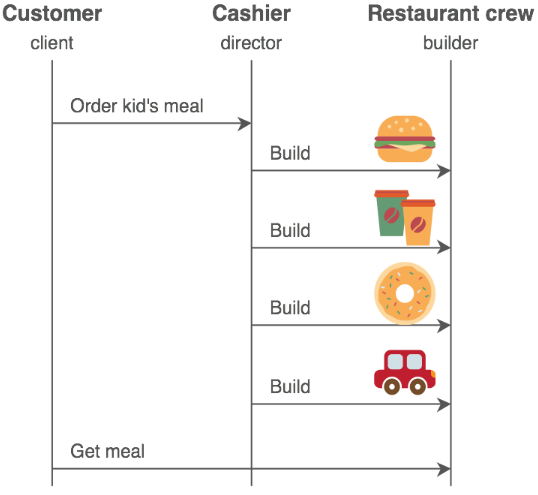 Customer Cashier Restaurant crew
client director builder
Order kid's meal
Build
Build
Build
Build
Get meal